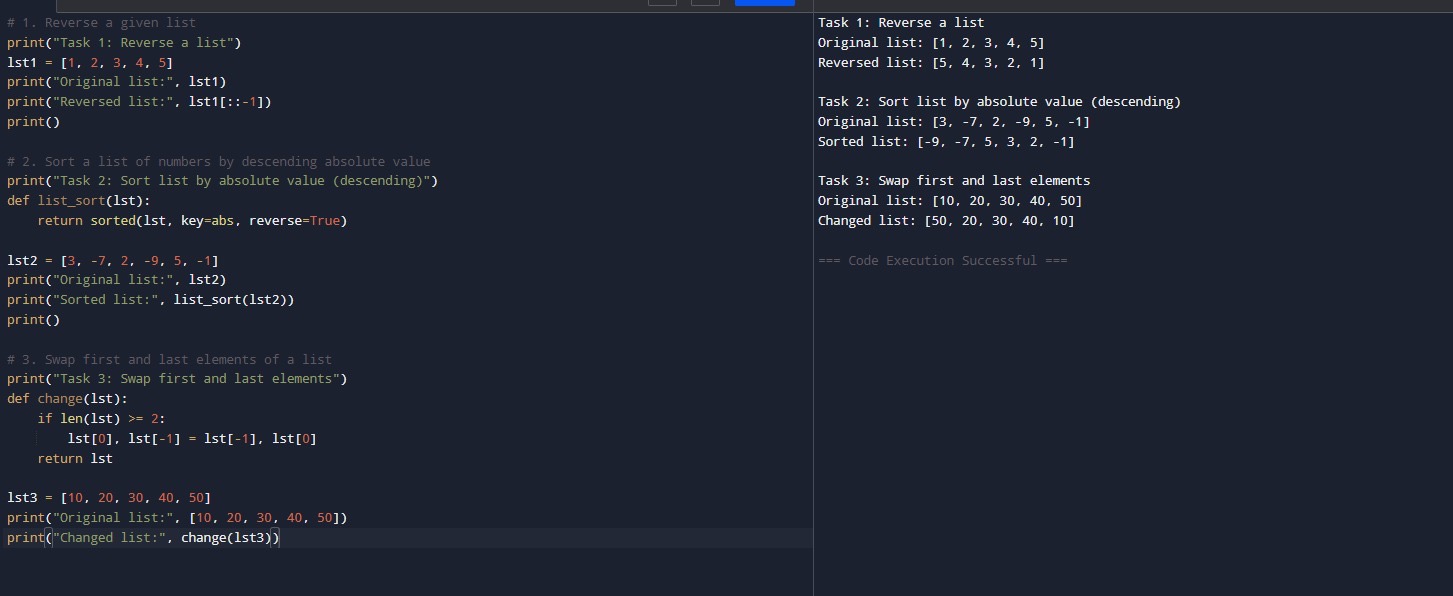 # 1. Reverse a given list
print("Task 1: Reverse a list")
lst1 = [1, 2, 3, 4, 5]
print("Original list:", lst1)
print("Reversed list:", lst1[::-1])
print()

# 2. Sort a list of numbers by descending absolute value
print("Task 2: Sort list by absolute value (descending)")
def list_sort(lst):
    return sorted(lst, key=abs, reverse=True)

lst2 = [3, -7, 2, -9, 5, -1]
print("Original list:", lst2)
print("Sorted list:", list_sort(lst2))
print()

# 3. Swap first and last elements of a list
print("Task 3: Swap first and last elements")
def change(lst):
    if len(lst) >= 2:
        lst[0], lst[-1] = lst[-1], lst[0]
    return lst

lst3 = [10, 20, 30, 40, 50]
print("Original list:", [10, 20, 30, 40, 50])
print("Changed list:", change(lst3))

Task 1: Reverse a list
Original list: [1, 2, 3, 4, 5]
Reversed list: [5, 4, 3, 2, 1]

Task 2: Sort list by absolute value (descending)
Original list: [3, -7, 2, -9, 5, -1]
Sorted list: [-9, -7, 5, 3, 2, -1]

Task 3: Swap first and last elements
Original list: [10, 20, 30, 40, 50]
Changed list: [50, 20, 30, 40, 10]

=== Code Execution Successful ===